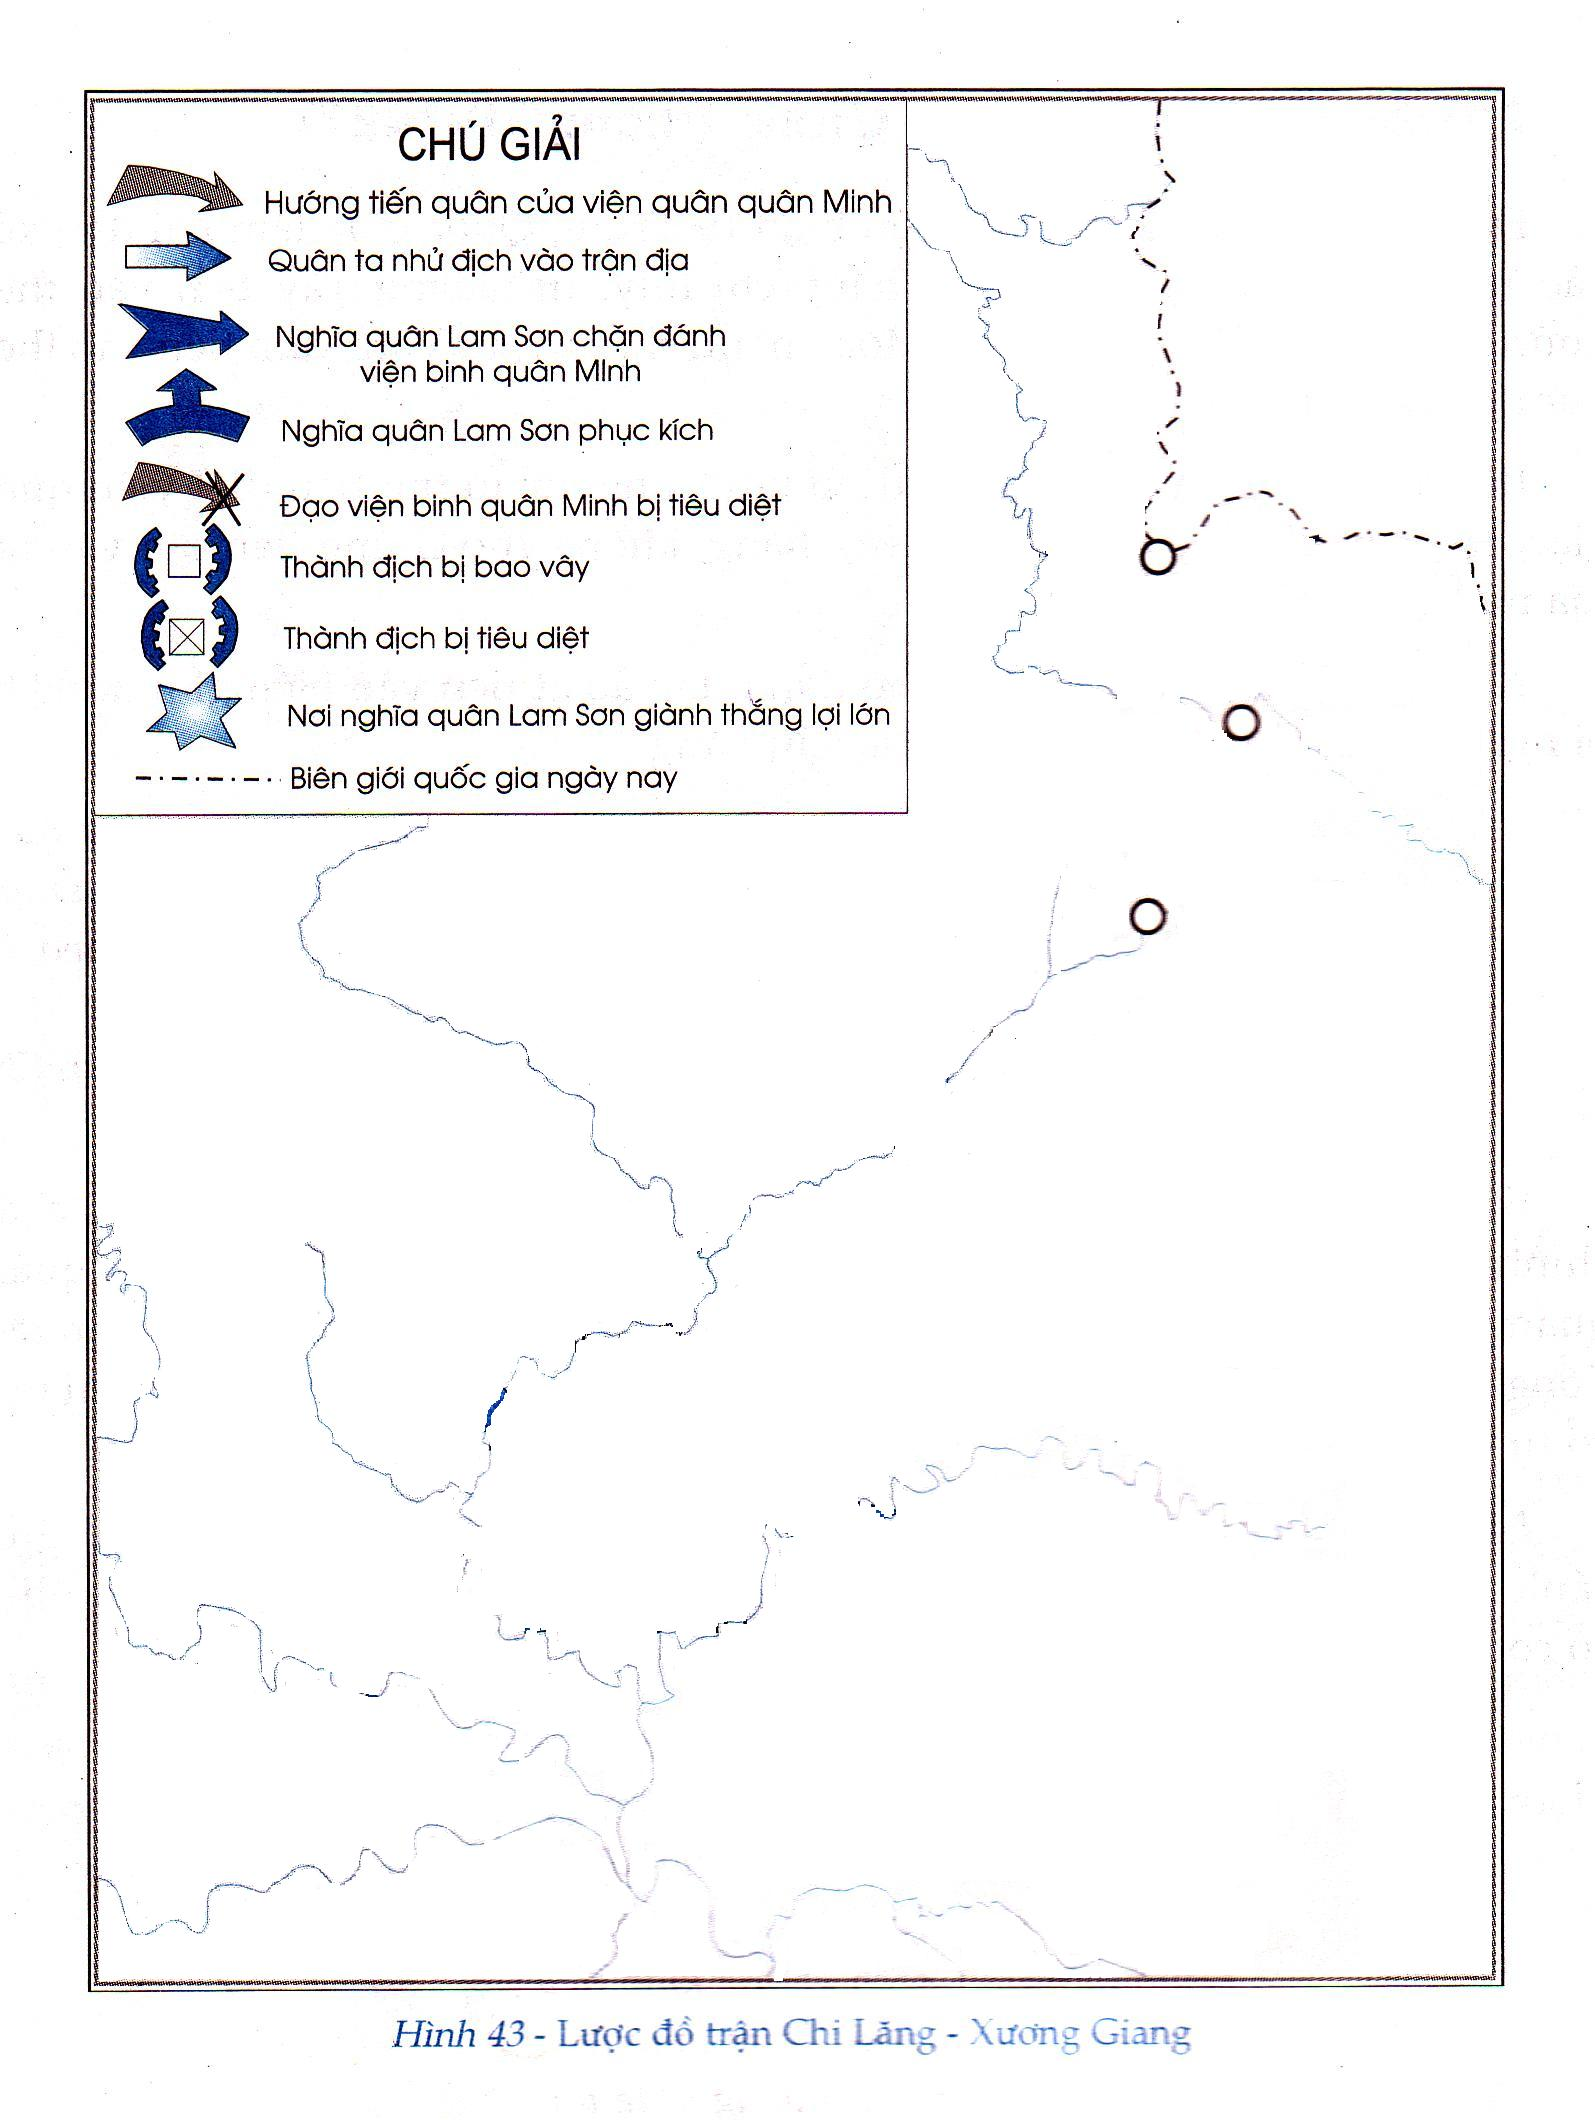 CHÚ GIẢI
Hướng tiến quân của viện quân quân Minh
Quân ta nhử địch vào trận địa
Nghĩa quân Lam Sơn chặn đánh
viện binh quân MInh
Nghĩa quân Lam Sơn phục kích
Đạo viện binh quân Minh bị tiêu diệt
Thành địch bị bao vây
Thành địch bị tiêu diệt
Nơi nghĩa quân Lam Sơn giành thắng lợi lớn
Biên giới quốc gia ngày nay
Hình 43 - Lược đồ trận Chi Lăng - Xương Giang